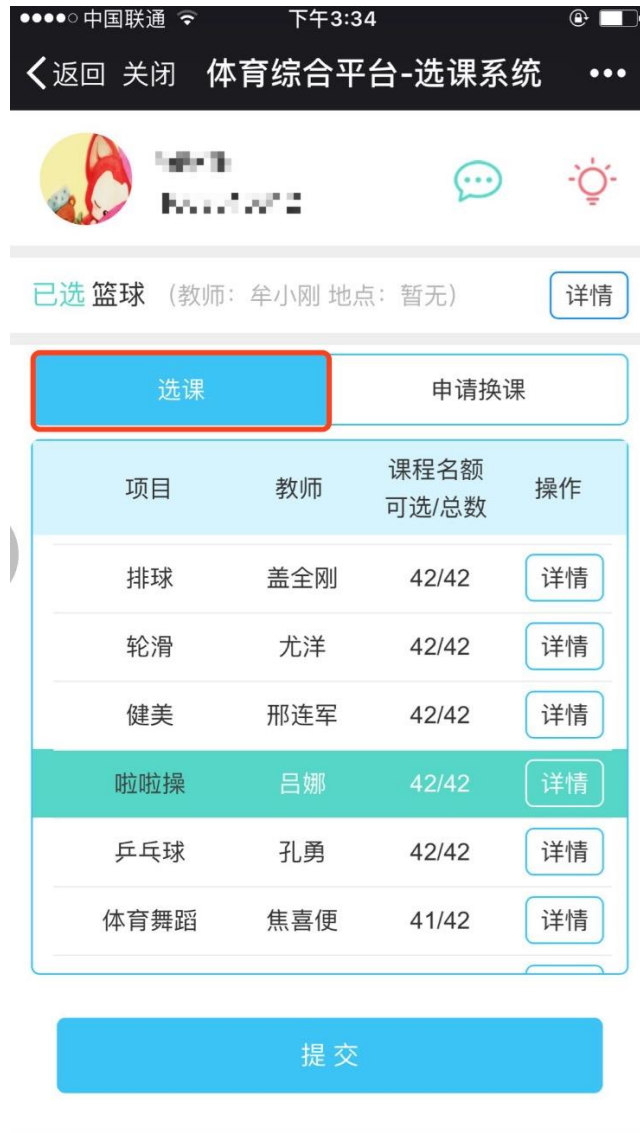 中国联通 下午3:34
返回 关闭 体育综合平台-选课系统
已选 篮球 (教师: 牟小刚 地点: 暂无) 详情
选课 申请换课
项目 教师 课程名额 操作
可选/总数
排球 盖全刚 42/42 详情
轮滑 尤洋 42/42 详情
健美 邢连军 42/42 详情
啦啦操 吕娜 42/42 详情
乒乓球 孔勇 42/42 详情
体育舞蹈 焦喜便 41/42 详情
提交